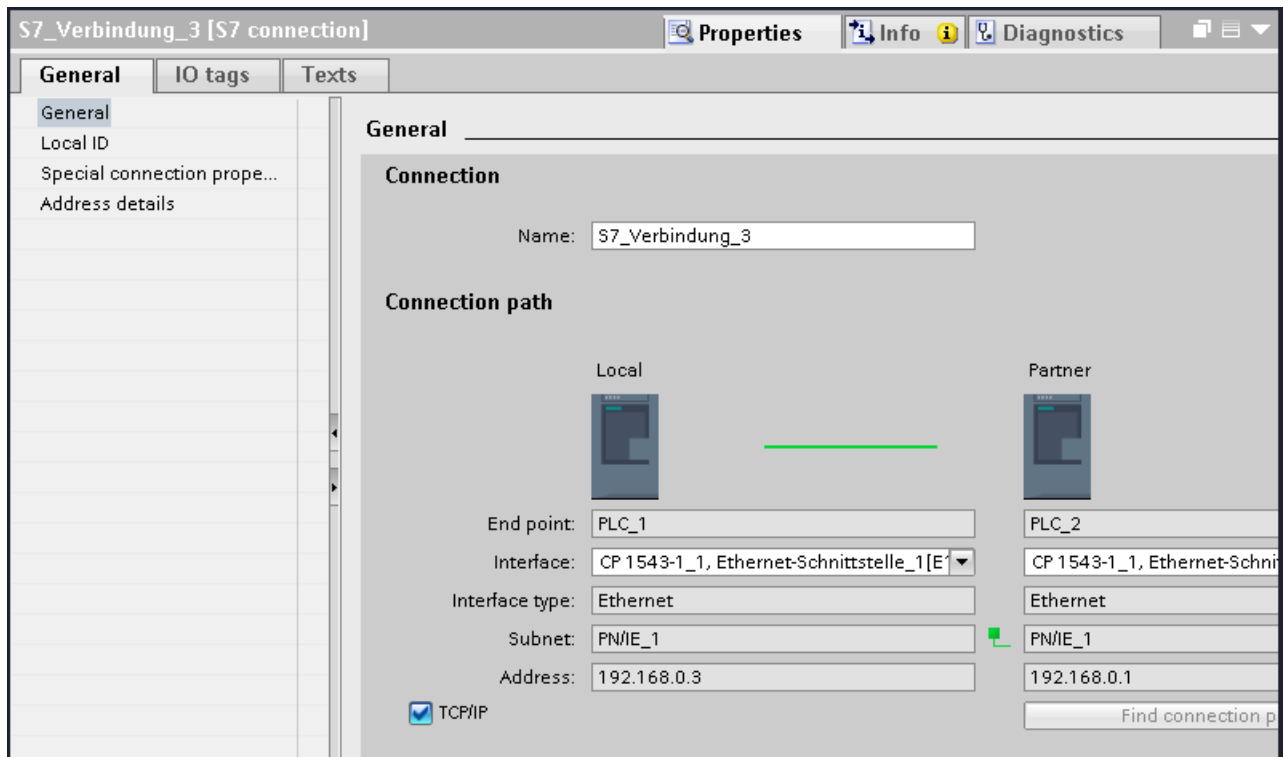 S7_Verbindung_3 [S7 connection]
Properties
Info
Diagnostics
General
IO tags
Texts
General
Local ID
Special connection prope...
Address details
General
Connection
Name: S7_Verbindung_3
Connection path
Local Partner
End point: PLC_1 PLC_2
Interface: CP 1543-1_1, Ethernet-Schnittstelle_1[E CP 1543-1_1, Ethernet-Schni
Interface type: Ethernet Ethernet
Subnet: PN/IE_1 PN/IE_1
Address: 192.168.0.3 192.168.0.1
TCP/IP
Find connection p